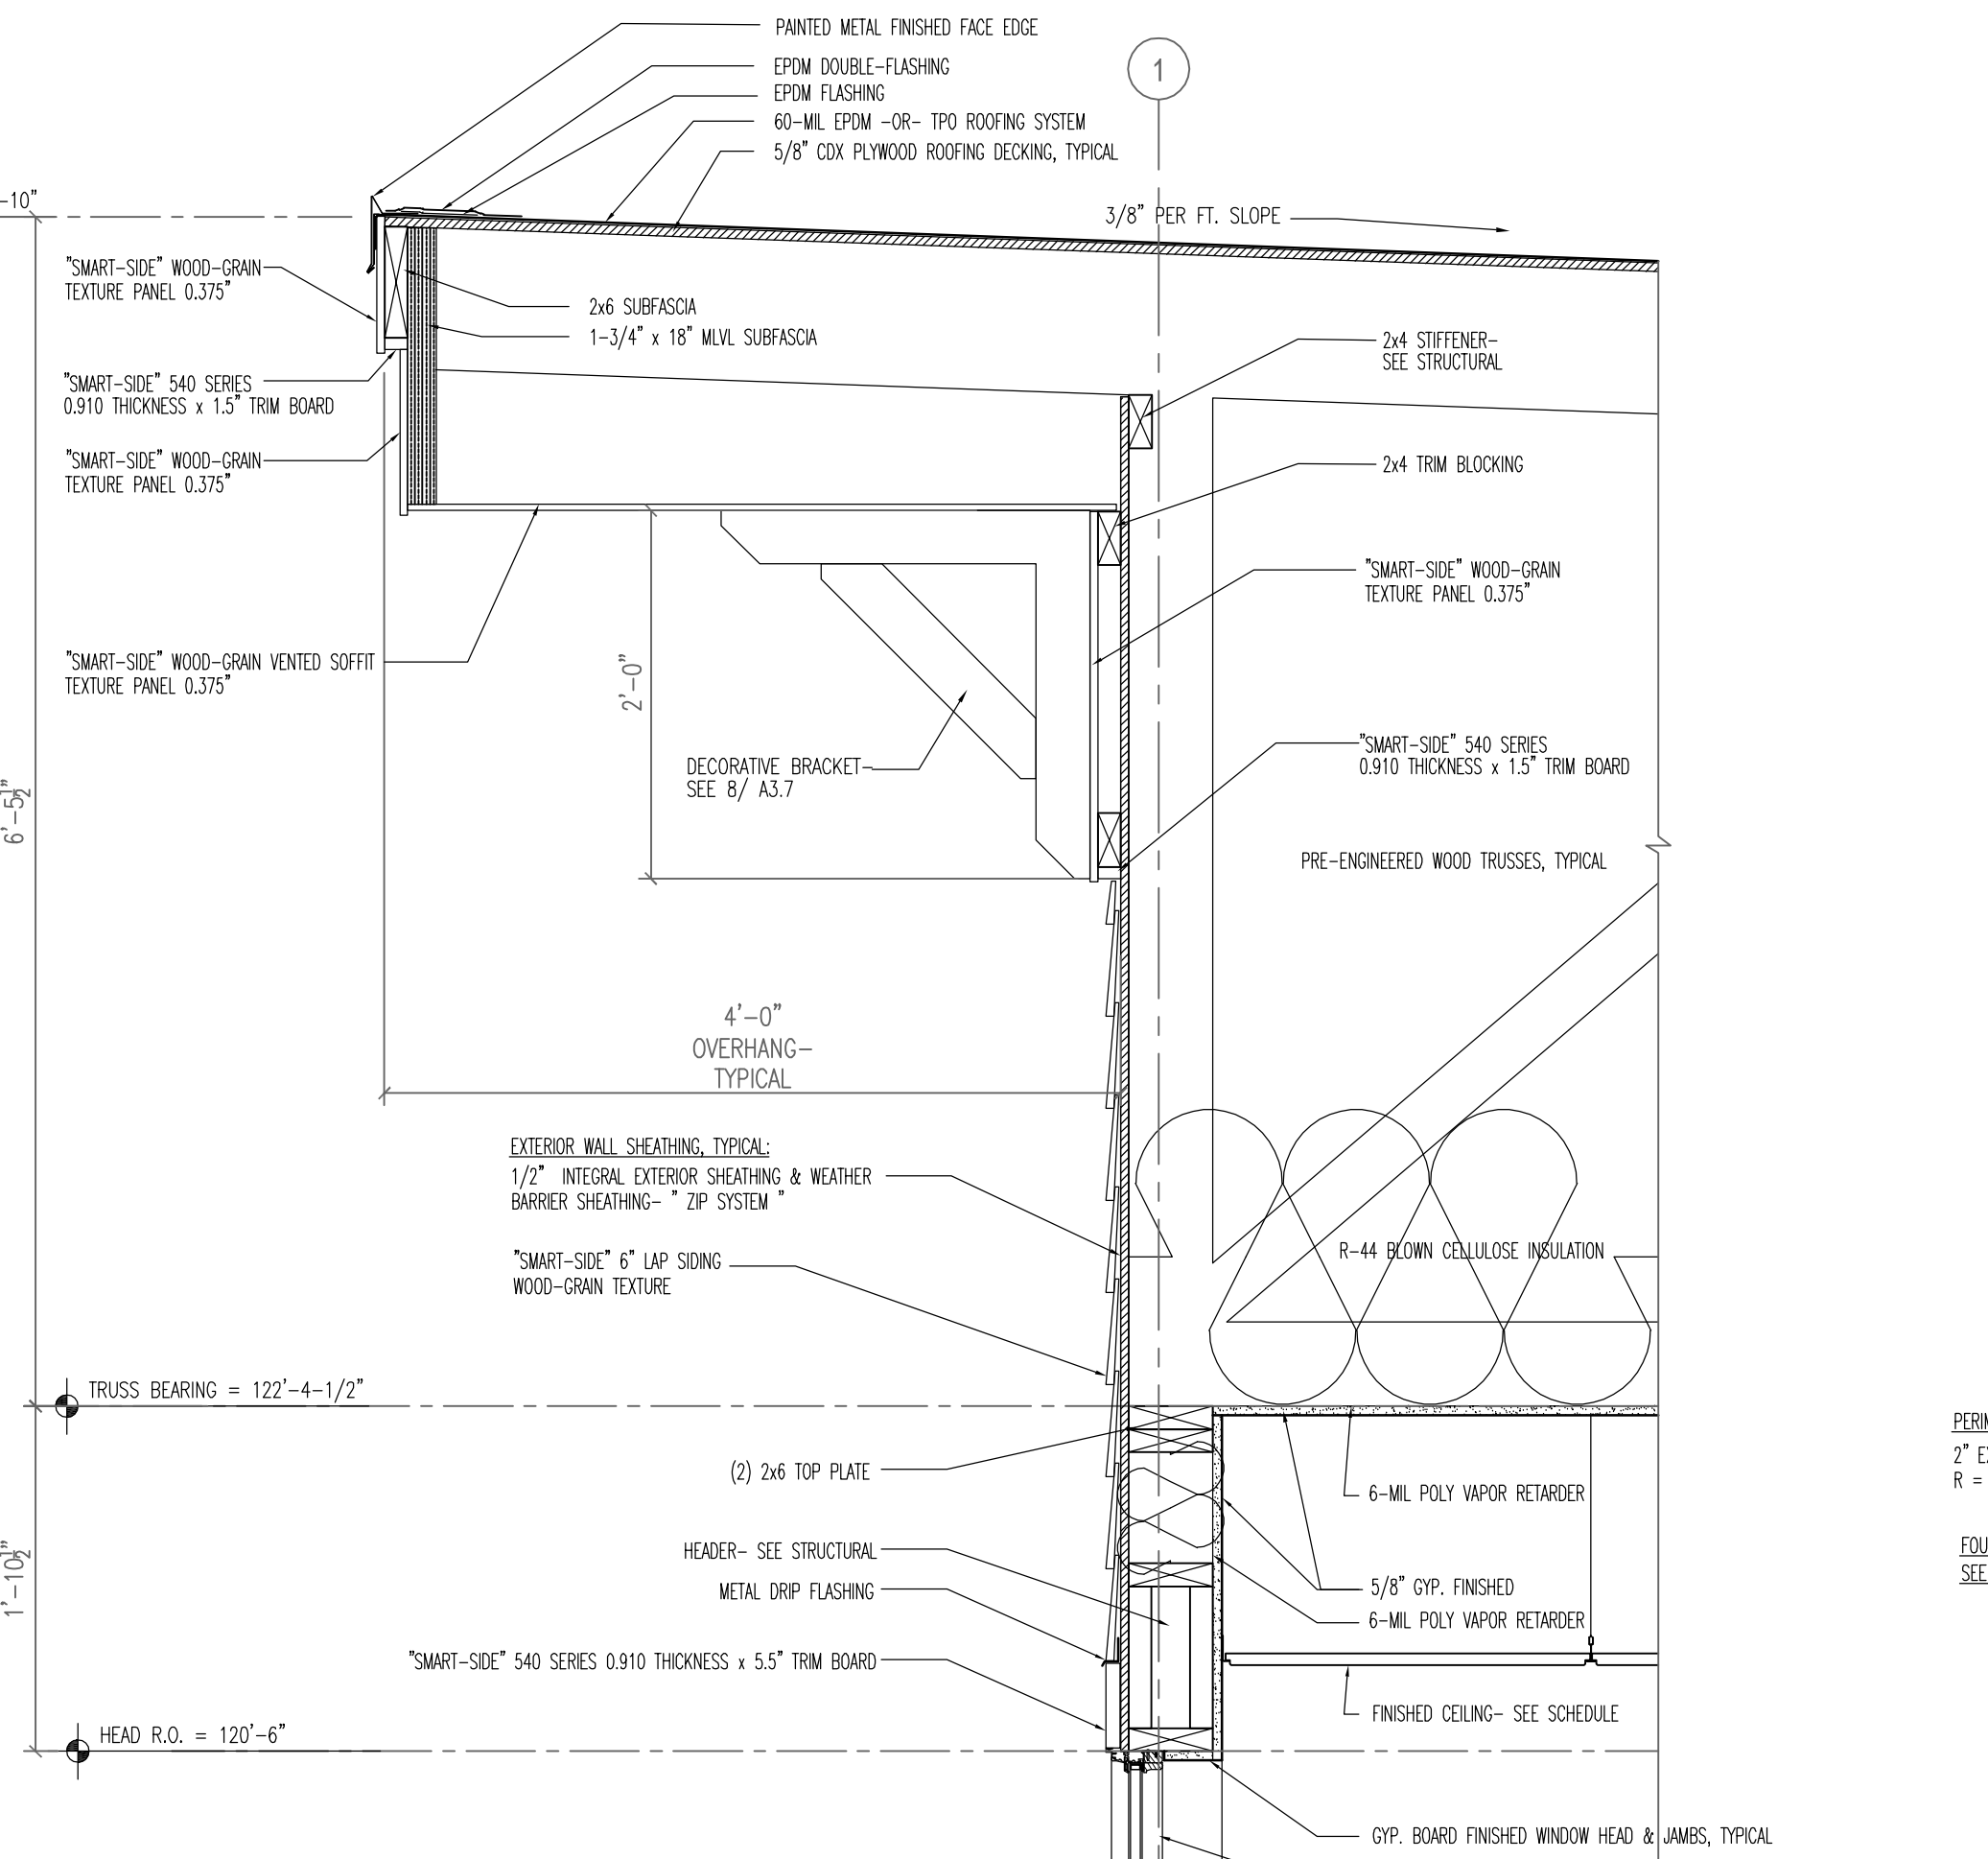 PAINTED METAL FINISHED FACE EDGE
EPDM DOUBLE-FLASHING
EPDM FLASHING
60-MIL EPDM -OR- TPO ROOFING SYSTEM
5/8" CDX PLYWOOD ROOFING DECKING, TYPICAL
1
-10"
3/8" PER FT. SLOPE
"SMART-SIDE" WOOD-GRAIN
TEXTURE PANEL 0.375"
2x6 SUBFASCIA
1-3/4" x 18" MLVL SUBFASCIA
2x4 STIFFENER-
SEE STRUCTURAL
"SMART-SIDE" 540 SERIES
0.910 THICKNESS x 1.5" TRIM BOARD
"SMART-SIDE" WOOD-GRAIN
TEXTURE PANEL 0.375"
2x4 TRIM BLOCKING
"SMART-SIDE" WOOD-GRAIN
TEXTURE PANEL 0.375"
"SMART-SIDE" WOOD-GRAIN VENTED SOFFIT
TEXTURE PANEL 0.375"
2'-0"
DECORATIVE BRACKET-
SEE 8/ A3.7
"SMART-SIDE" 540 SERIES
0.910 THICKNESS x 1.5" TRIM BOARD
6'-5 1/2"
PRE-ENGINEERED WOOD TRUSSES, TYPICAL
4'-0"
OVERHANG-
TYPICAL
EXTERIOR WALL SHEATHING, TYPICAL:
1/2" INTEGRAL EXTERIOR SHEATHING & WEATHER
BARRIER SHEATHING- " ZIP SYSTEM "
"SMART-SIDE" 6" LAP SIDING
WOOD-GRAIN TEXTURE
R-44 BLOWN CELLULOSE INSULATION
TRUSS BEARING = 122'-4-1/2"
(2) 2x6 TOP PLATE
6-MIL POLY VAPOR RETARDER
HEADER- SEE STRUCTURAL
METAL DRIP FLASHING
5/8" GYP. FINISHED
6-MIL POLY VAPOR RETARDER
1'-10 1/2"
"SMART-SIDE" 540 SERIES 0.910 THICKNESS x 5.5" TRIM BOARD
FINISHED CEILING- SEE SCHEDULE
HEAD R.O. = 120'-6"
GYP. BOARD FINISHED WINDOW HEAD & JAMBS, TYPICAL
2"
R =
SEE